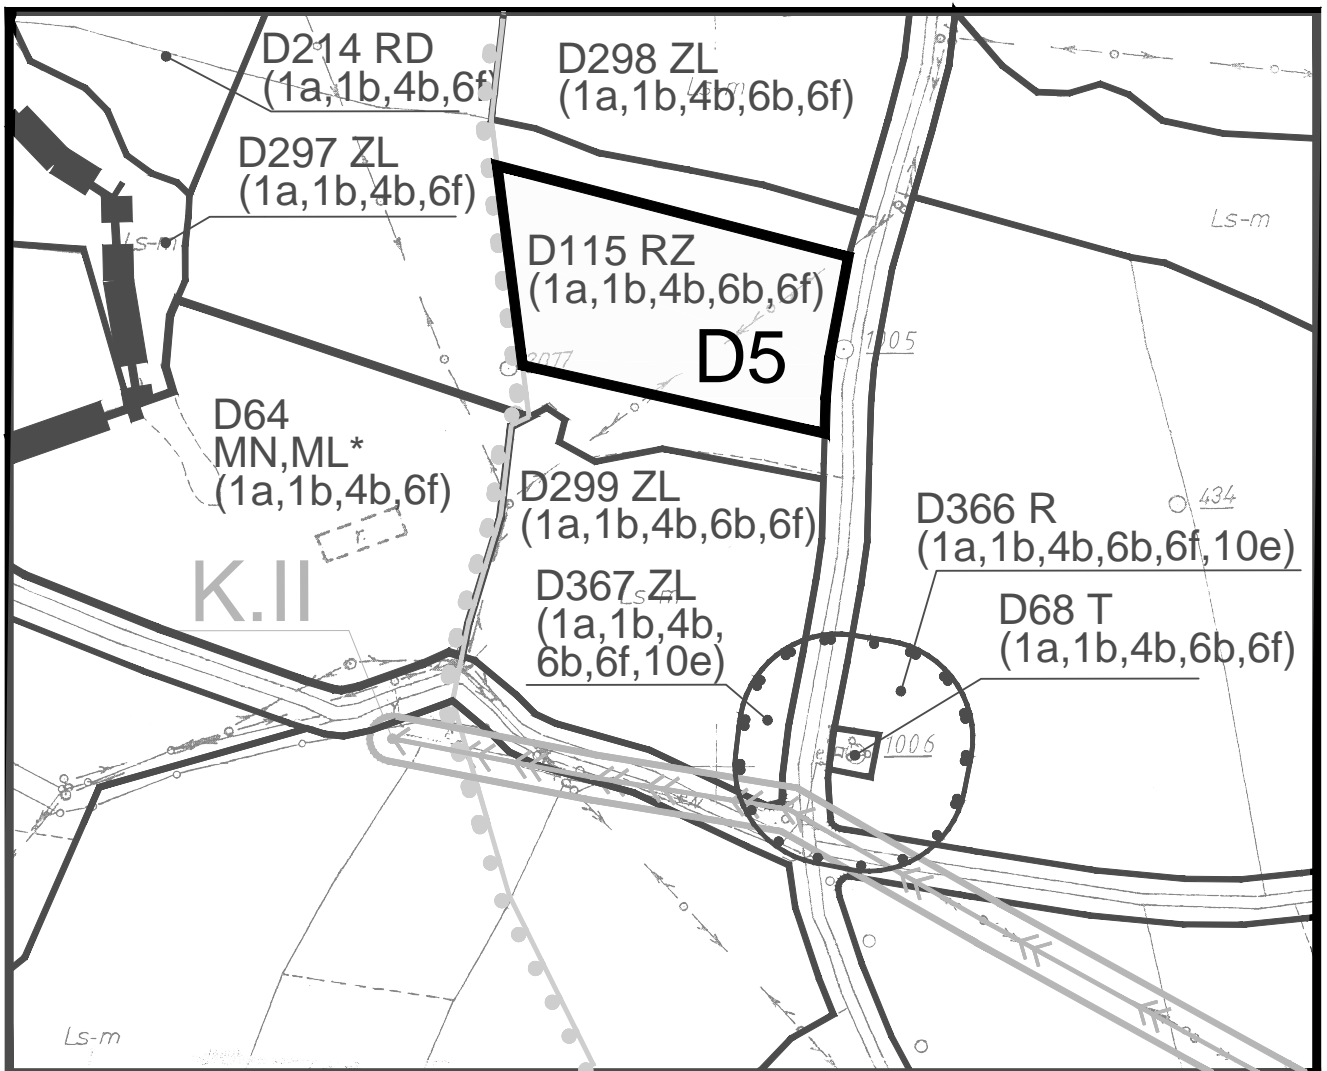 D214 RD
(1a,1b,4b,6f)
D298 ZL
(1a,1b,4b,6b,6f)
Ls-m
D297 ZL
(1a,1b,4b,6f)
Ls-m
Ls-m
D115 RZ
(1a,1b,4b,6b,6f)
D5
1005
D64
MN,ML*
(1a,1b,4b,6f)
D299 ZL
(1a,1b,4b,6b,6f)
434
D366 R
(1a,1b,4b,6b,6f,10e)
K.II
D367 ZL
Ls-m
(1a,1b,4b,
6b,6f,10e)
D68 T
(1a,1b,4b,6b,6f)
1006
Ls-m